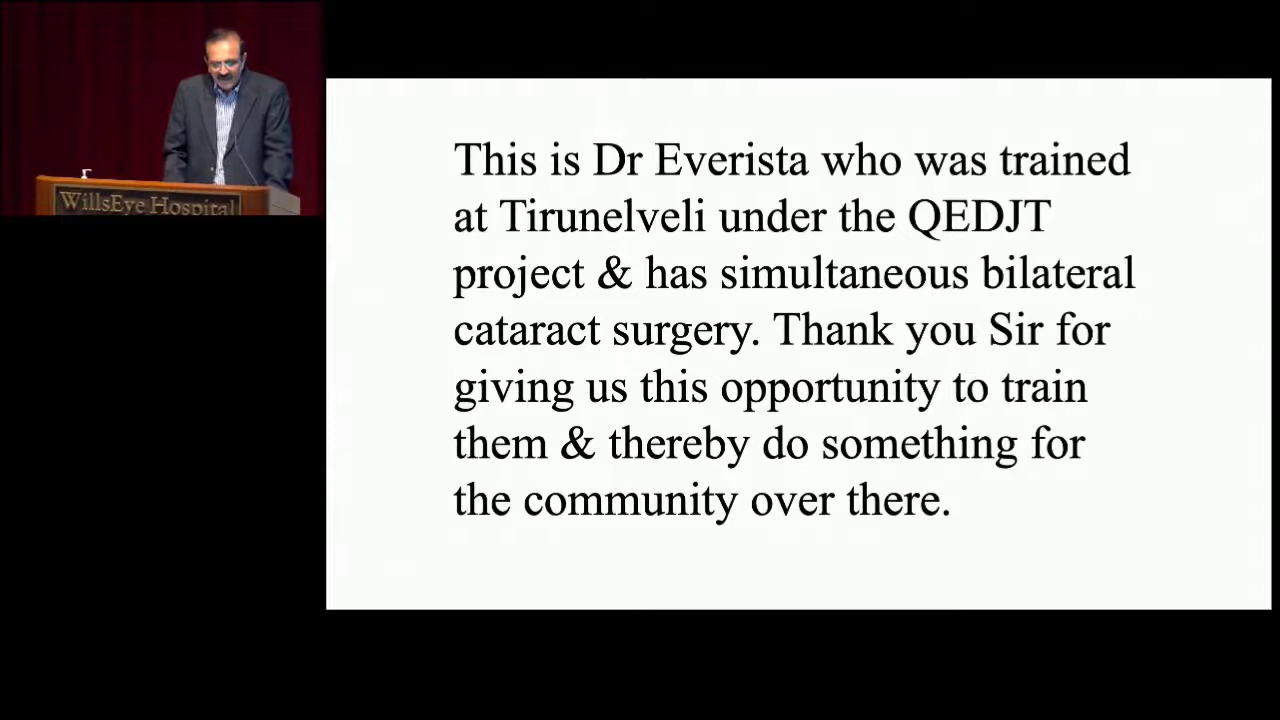 WillsEye Hospital
This is Dr Everista who was trained
at Tirunelveli under the QEDJT
project & has simultaneous bilateral
cataract surgery. Thank you Sir for
giving us this opportunity to train
them & thereby do something for
the community over there.